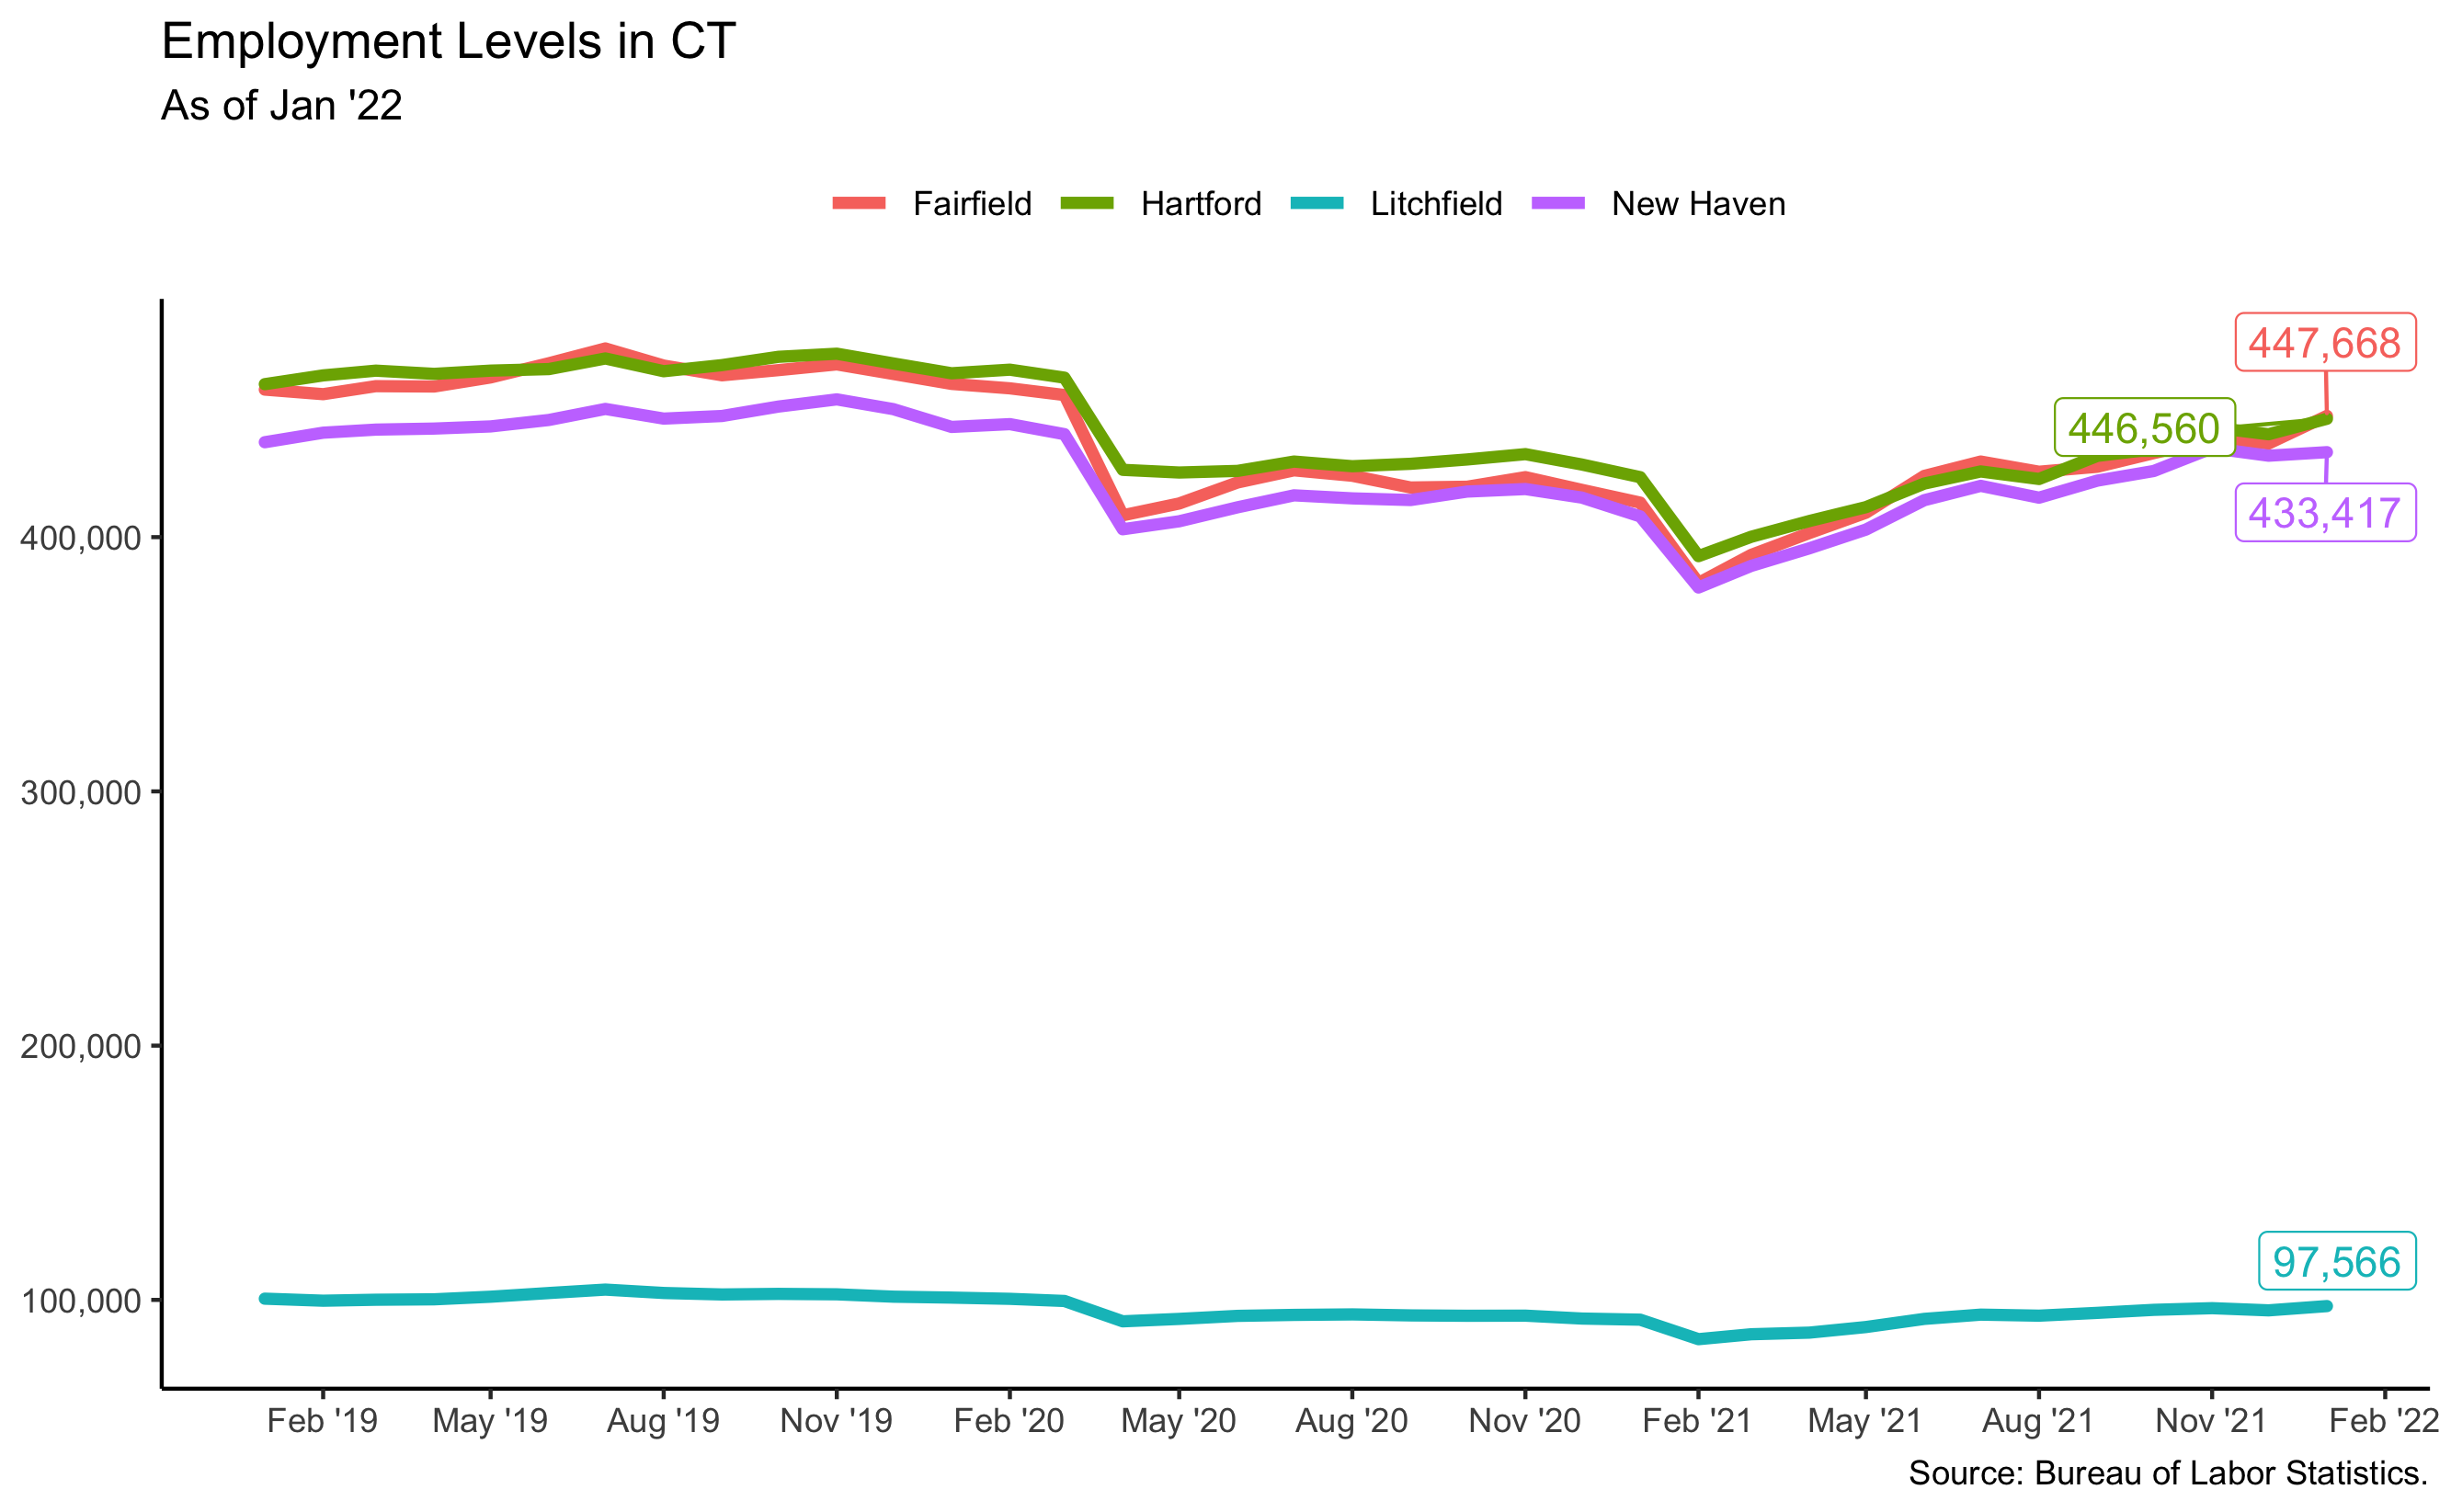 Employment Levels in CT
As of Jan '22
Fairfield Hartford Litchfield New Haven
447,668
446,560
433,417
97,566
400,000
300,000
200,000
100,000
Feb '19 May '19 Aug '19 Nov '19 Feb '20 May '20 Aug '20 Nov '20 Feb '21 May '21 Aug '21 Nov '21 Feb '22
Source: Bureau of Labor Statistics.